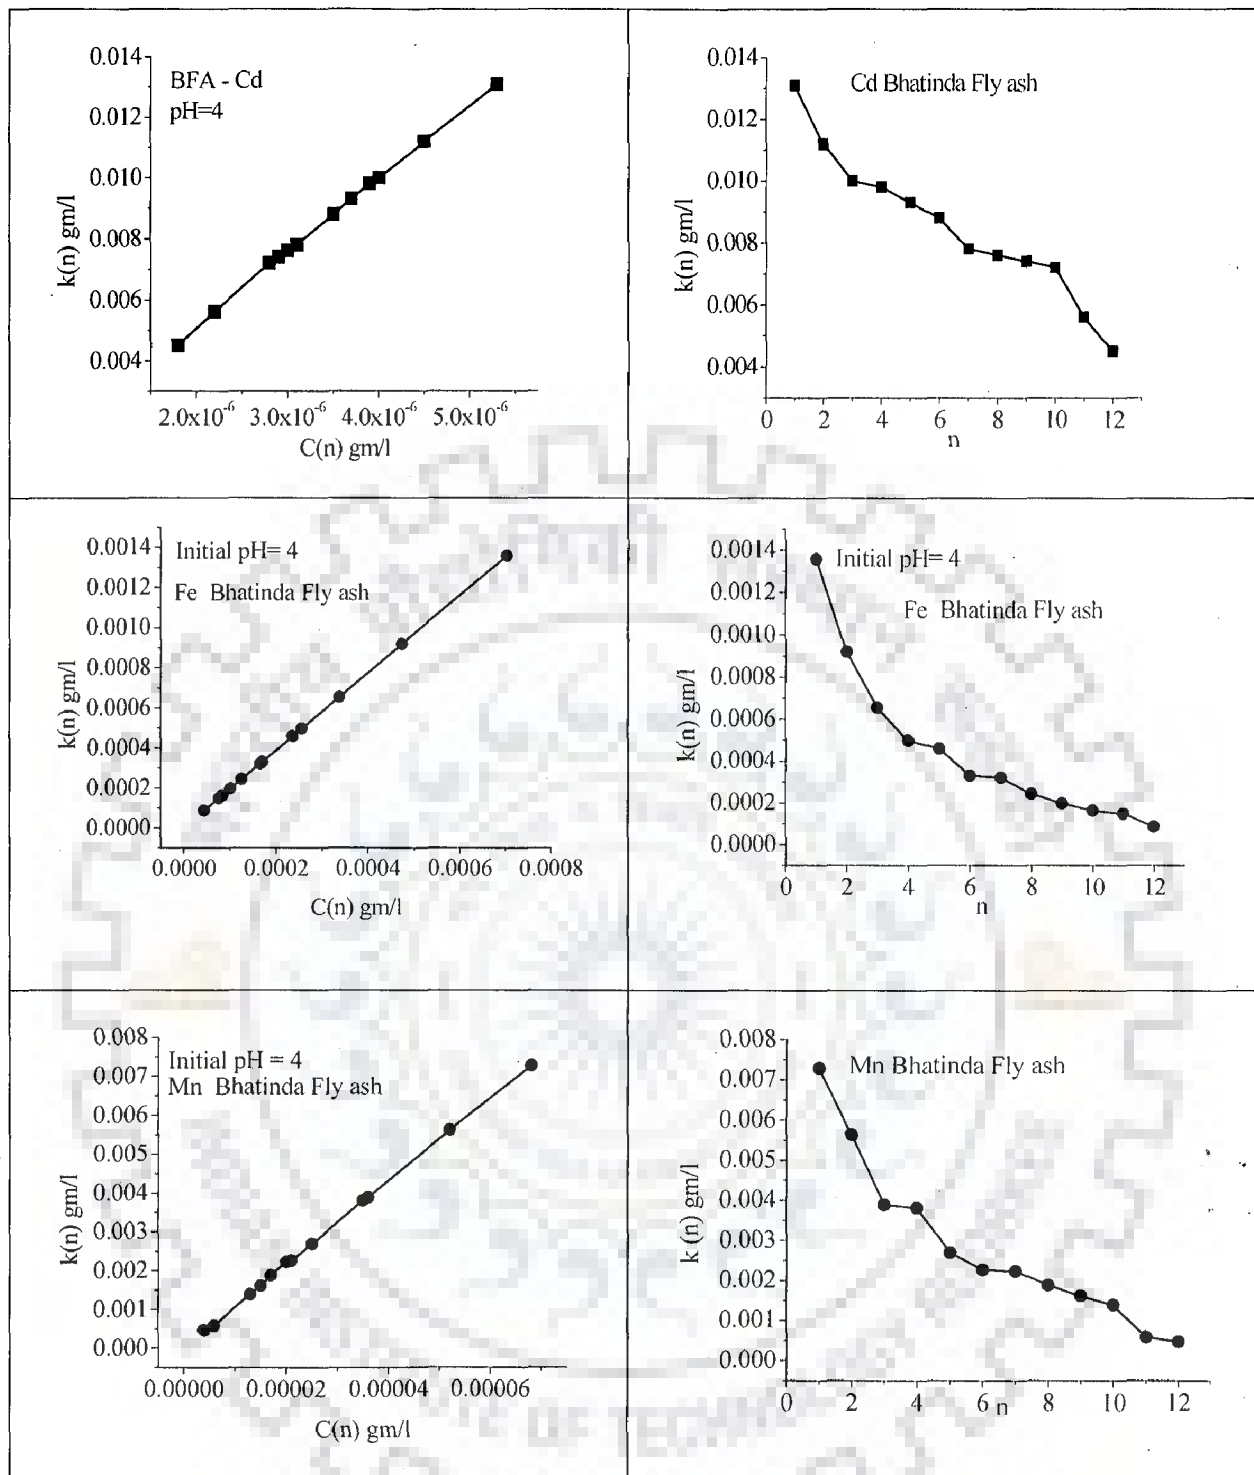 BFA - Cd
pH=4
k(n) gm/l
0.014
0.012
0.010
0.008
0.006
0.004
2.0x10⁻⁶ 3.0x10⁻⁶ 4.0x10⁻⁶ 5.0x10⁻⁶
C(n) gm/l
Cd Bhatinda Fly ash
k(n) gm/l
0.014
0.012
0.010
0.008
0.006
0.004
0 2 4 6 8 10 12
n
Initial pH= 4
Fe Bhatinda Fly ash
k(n) gm/l
0.0014
0.0012
0.0010
0.0008
0.0006
0.0004
0.0002
0.0000
0.0000 0.0002 0.0004 0.0006 0.0008
C(n) gm/l
Initial pH= 4
Fe Bhatinda Fly ash
k(n) gm/l
0.0014
0.0012
0.0010
0.0008
0.0006
0.0004
0.0002
0.0000
0 2 4 6 8 10 12
n
Initial pH = 4
Mn Bhatinda Fly ash
k(n) gm/l
0.008
0.007
0.006
0.005
0.004
0.003
0.002
0.001
0.000
0.00000 0.00002 0.00004 0.00006
C(n) gm/l
Mn Bhatinda Fly ash
k (n) gm/l
0.008
0.007
0.006
0.005
0.004
0.003
0.002
0.001
0.000
0 2 4 6 8 10 12
n